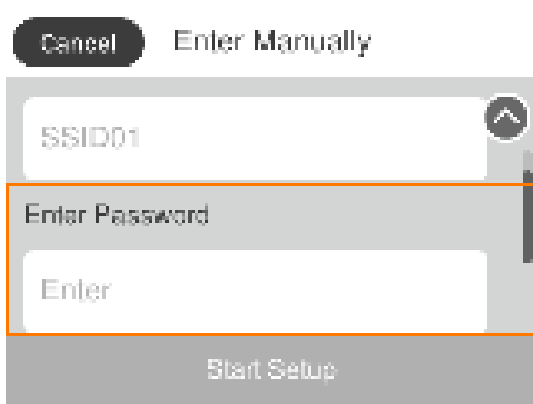 Cancel Enter Manually
SSID01
Enter Password
Enter
Start Setup